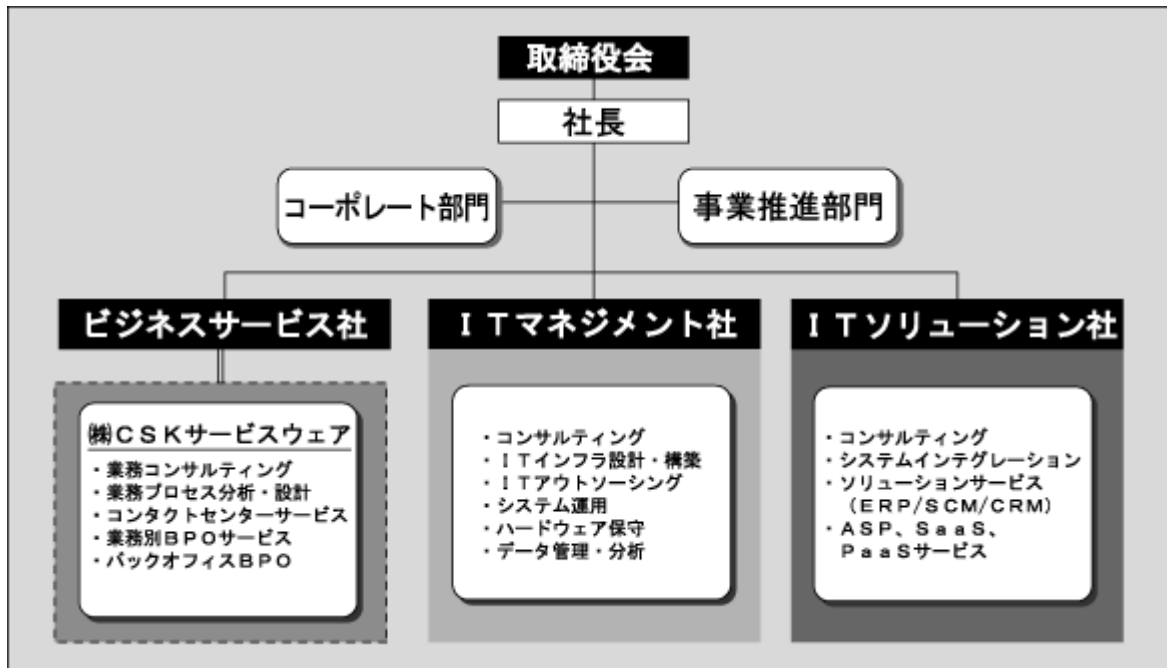 取締役会
社長
コーポレート部門
事業推進部門
ビジネスサービス社
㈱CSKサービスウェア
・業務コンサルティング
・業務プロセス分析・設計
・コンタクトセンターサービス
・業務別BPOサービス
・バックオフィスBPO
ITマネジメント社
・コンサルティング
・ITインフラ設計・構築
・ITアウトソーシング
・システム運用
・ハードウェア保守
・データ管理・分析
ITソリューション社
・コンサルティング
・システムインテグレーション
・ソリューションサービス
(ERP/SCM/CRM)
・ASP、SaaS、
PaaSサービス